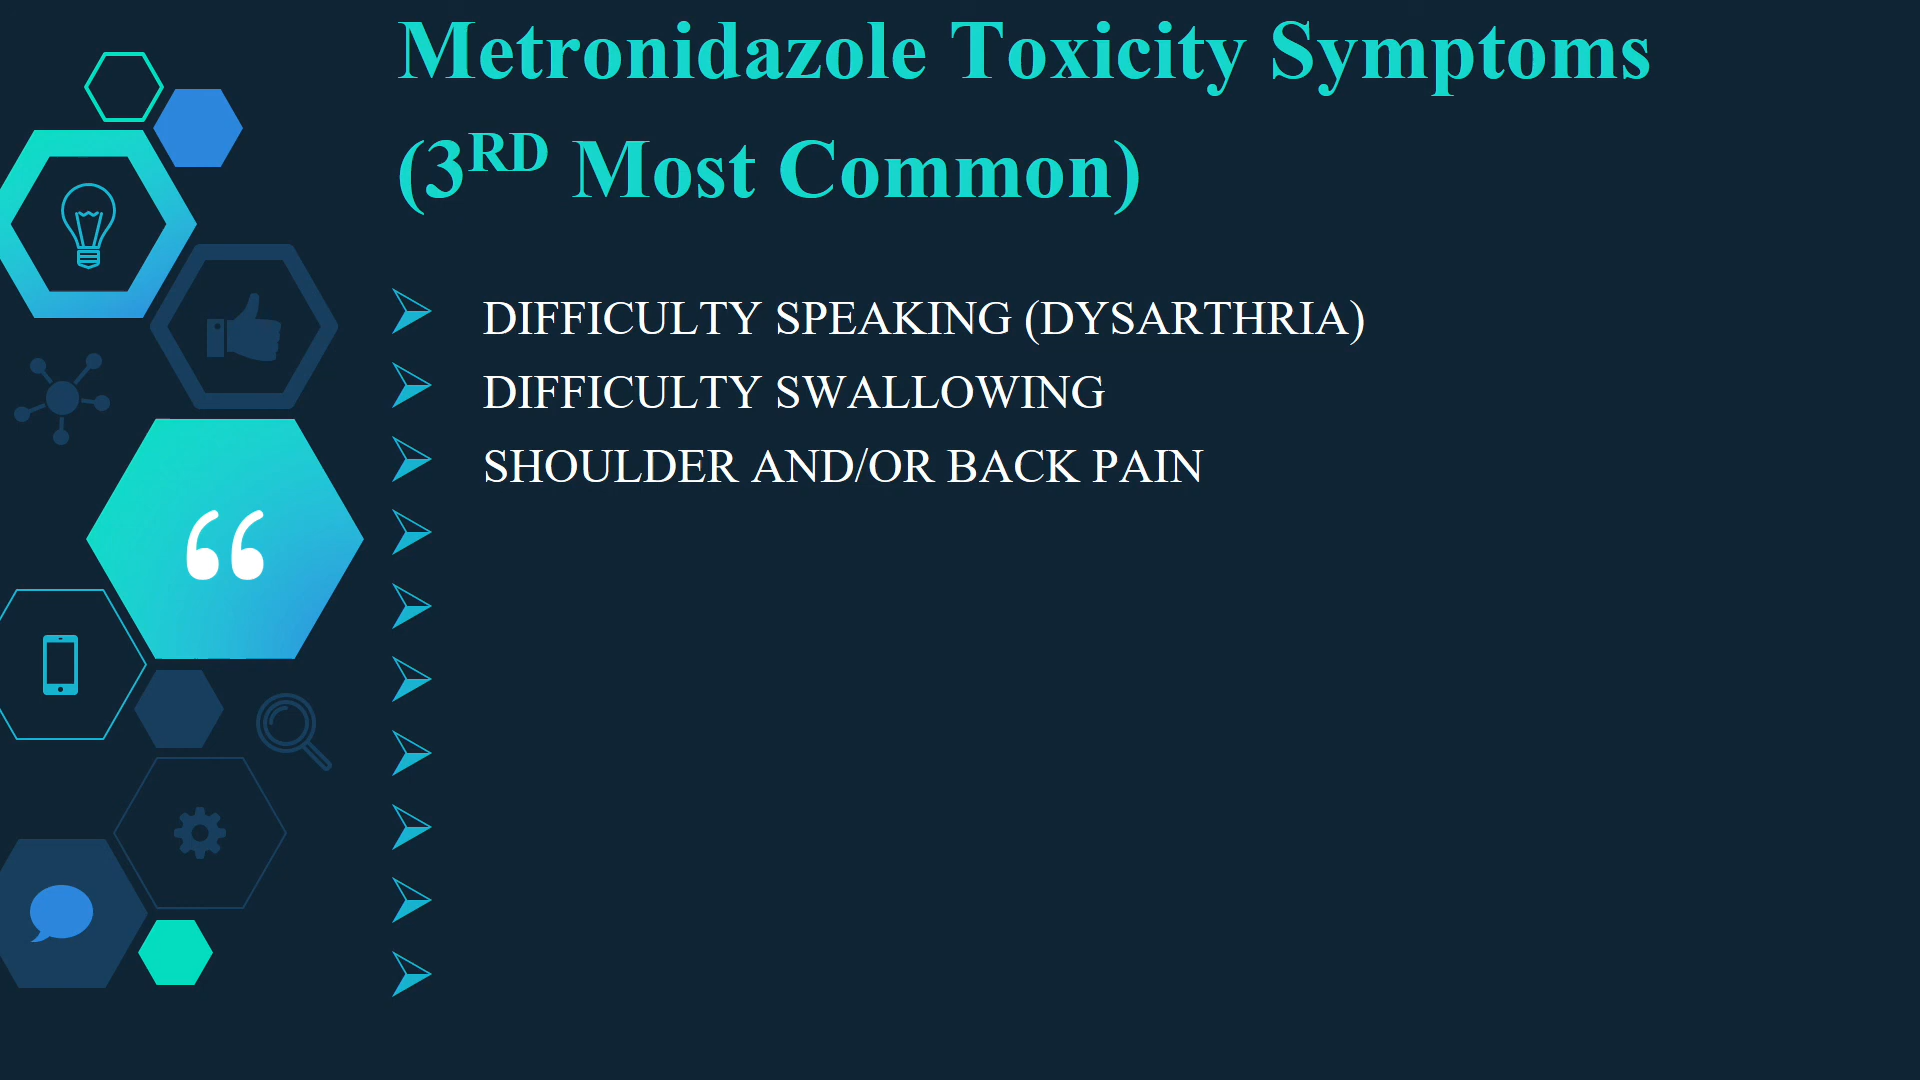 Metronidazole Toxicity Symptoms
(3RD Most Common)
DIFFICULTY SPEAKING (DYSARTHRIA)
DIFFICULTY SWALLOWING
SHOULDER AND/OR BACK PAIN